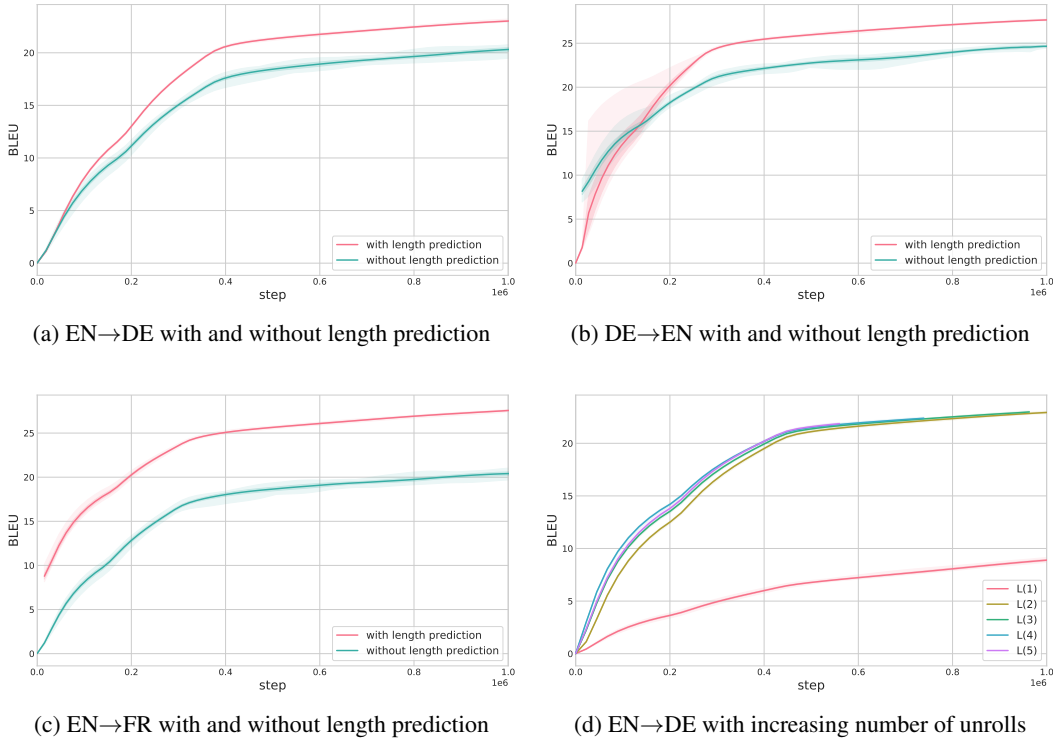 20
15
10
5
0
BLEU
0.0
0.2
0.4
0.6
0.8
1.0
1e6
step
with length prediction
without length prediction
(a) EN→DE with and without length prediction
25
20
15
10
5
0
BLEU
0.0
0.2
0.4
0.6
0.8
1.0
1e6
step
with length prediction
without length prediction
(b) DE→EN with and without length prediction
25
20
15
10
5
0
BLEU
0.0
0.2
0.4
0.6
0.8
1.0
1e6
step
with length prediction
without length prediction
(c) EN→FR with and without length prediction
20
15
10
5
0
BLEU
0.0
0.2
0.4
0.6
0.8
1.0
1e6
step
L(1)
L(2)
L(3)
L(4)
L(5)
(d) EN→DE with increasing number of unrolls